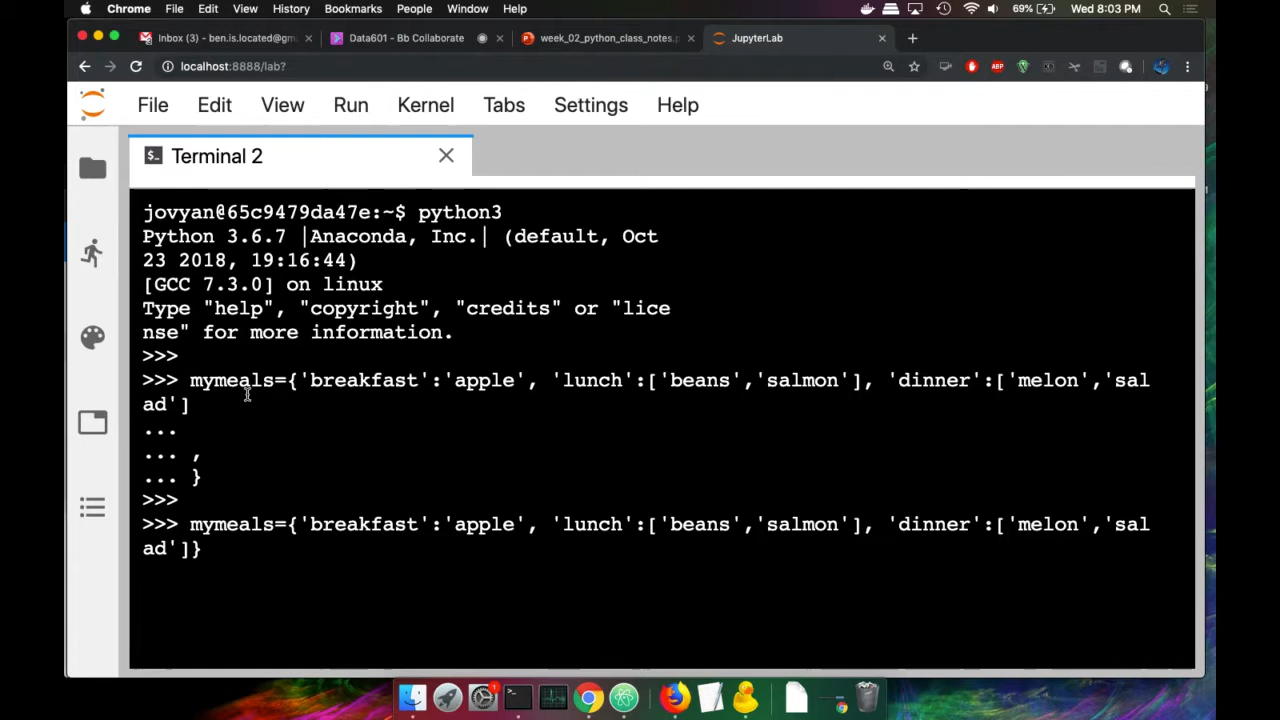 Chrome File Edit View History Bookmarks People Window Help 69% Wed 8:03 PM
Inbox (3) - ben.is.located@gm
Data601 - Bb Collaborate
week_02_python_class_notes.p
JupyterLab
localhost:8888/lab?
File Edit View Run Kernel Tabs Settings Help
Terminal 2
jovyan@65c9479da47e:~$ python3
Python 3.6.7 |Anaconda, Inc.| (default, Oct
23 2018, 19:16:44)
[GCC 7.3.0] on linux
Type "help", "copyright", "credits" or "lice
nse" for more information.
>>>
>>> mymeals={'breakfast':'apple', 'lunch':['beans','salmon'], 'dinner':['melon','sal
ad']
...
... ,
... }
>>>
>>> mymeals={'breakfast':'apple', 'lunch':['beans','salmon'], 'dinner':['melon','sal
ad']}
ABP
1